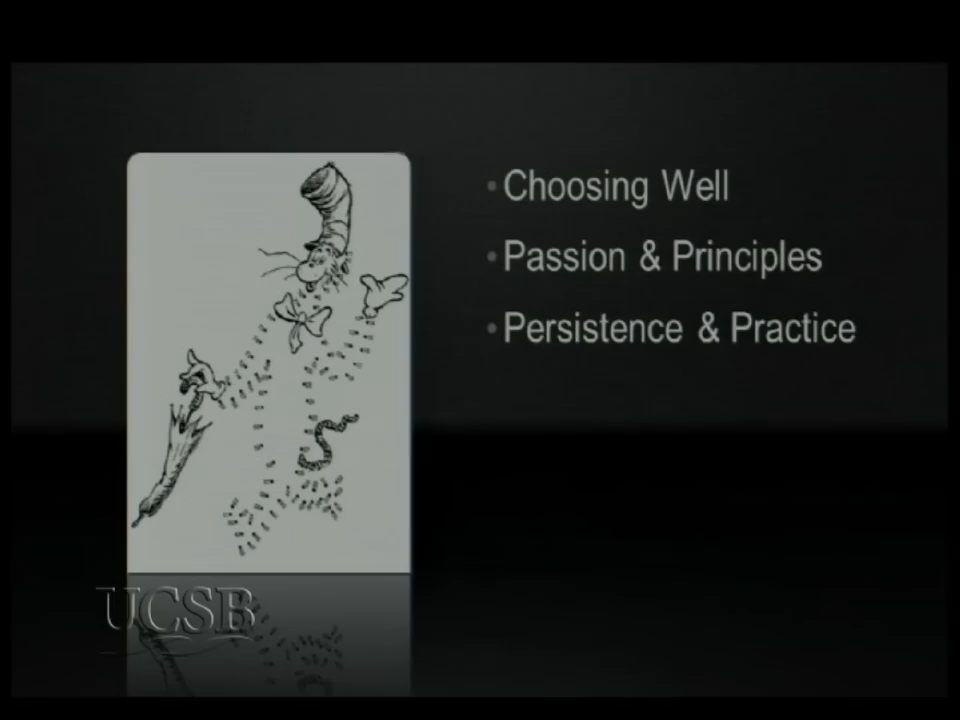 • Choosing Well
• Passion & Principles
• Persistence & Practice
UCSB